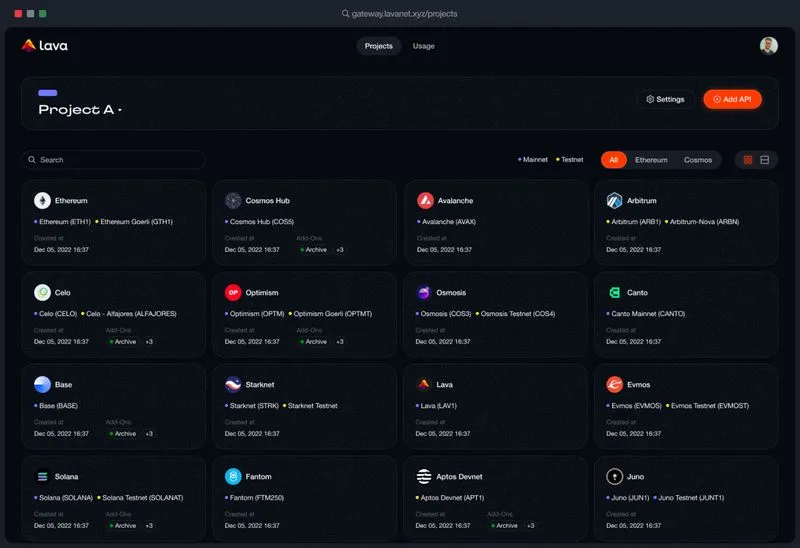 gateway.lavanet.xyz/projects
lava
Projects Usage
Project A
Settings Add API
Search Mainnet Testnet All Ethereum Cosmos
Ethereum
Ethereum (ETH1) Ethereum Goerli (GTH1)
Created at
Dec 05, 2022 16:37
Cosmos Hub
Cosmos Hub (COS5)
Created at Add-Ons
Dec 05, 2022 16:37 Archive +3
Avalanche
Avalanche (AVAX)
Created at
Dec 05, 2022 16:37
Arbitrum
Arbitrum (ARB1) Arbitrum-Nova (ARBN)
Created at
Dec 05, 2022 16:37
Celo
Celo (CELO) Celo - Alfajores (ALFAJORES)
Created at Add-Ons
Dec 05, 2022 16:37 Archive +3
OP Optimism
Optimism (OPTM) Optimism Goerli (OPTMT)
Created at Add-Ons
Dec 05, 2022 16:37 Archive +3
Osmosis
Osmosis (COS3) Osmosis Testnet (COS4)
Created at
Dec 05, 2022 16:37
Canto
Canto Mainnet (CANTO)
Created at
Dec 05, 2022 16:37
Base
Base (BASE)
Created at Add-Ons
Dec 05, 2022 16:37 Archive +3
Starknet
Starknet (STRK) Starknet Testnet
Created at
Dec 05, 2022 16:37
Lava
Lava (LAV1)
Created at
Dec 05, 2022 16:37
Evmos
Evmos (EVMOS) Evmos Testnet (EVMOST)
Created at
Dec 05, 2022 16:37
Solana
Solana (SOLANA) Solana Testnet (SOLANAT)
Created at Add-Ons
Dec 05, 2022 16:37 Archive +3
Fantom
Fantom (FTM250)
Created at
Dec 05, 2022 16:37
Aptos Devnet
Aptos Devnet (APT1)
Created at Add-Ons
Dec 05, 2022 16:37 Archive +3
Juno
Juno (JUN1) Juno Testnet (JUNT1)
Created at
Dec 05, 2022 16:37